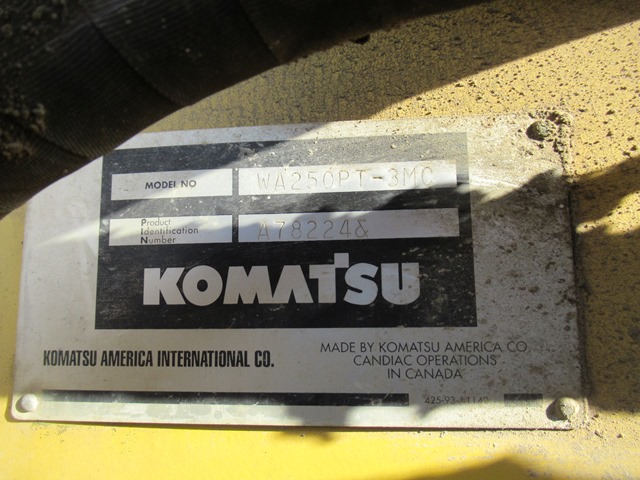 MODEL NO WA250PT-3MC
Product
Identification
Number A78224&
KOMATSU
KOMATSU AMERICA INTERNATIONAL CO.
MADE BY KOMATSU AMERICA CO.
CANDIAC OPERATIONS
IN CANADA